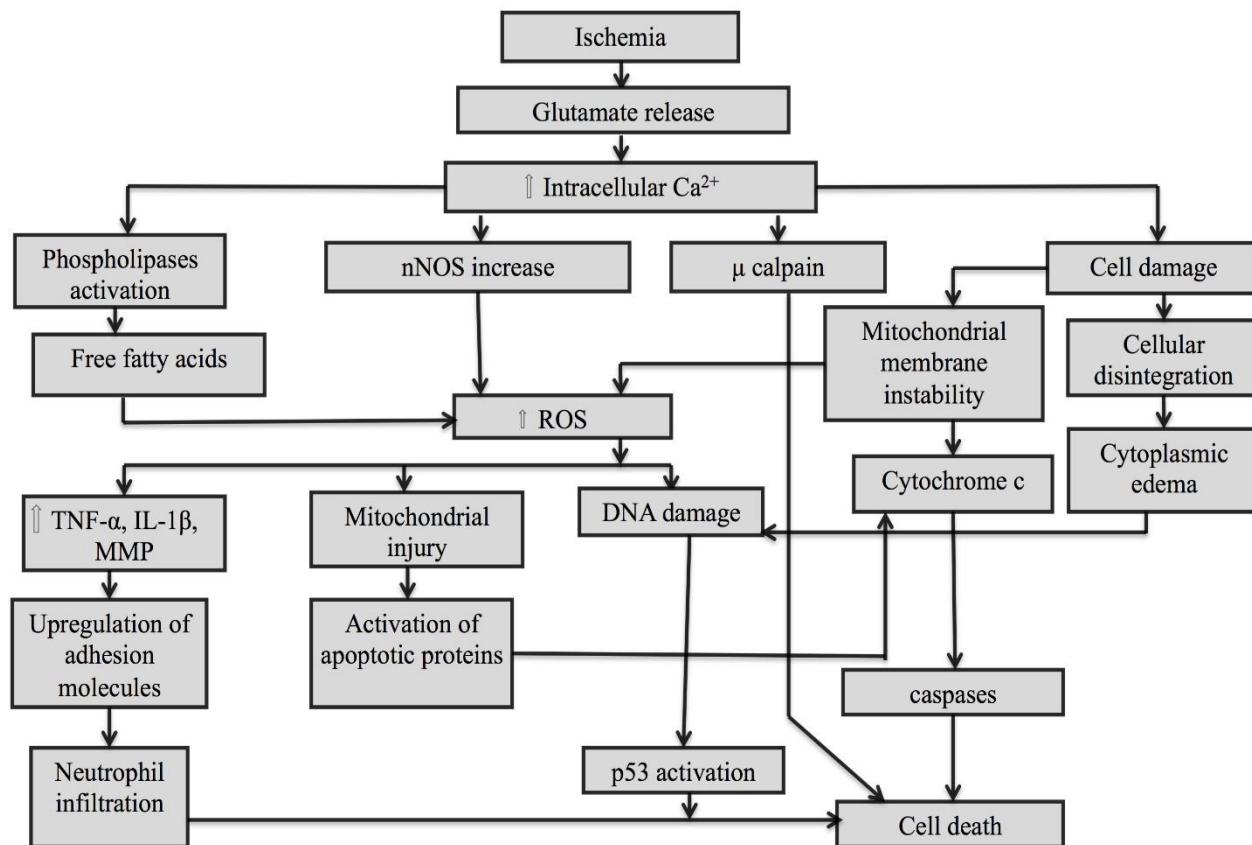 Ischemia
Glutamate release
⇧ Intracellular Ca²⁺
Phospholipases
activation
nNOS increase
μ calpain
Cell damage
Free fatty acids
Mitochondrial
membrane
instability
Cellular
disintegration
⇧ ROS
Cytochrome c
Cytoplasmic
edema
⇧ TNF-α, IL-1β,
MMP
Mitochondrial
injury
DNA damage
Upregulation of
adhesion
molecules
Activation of
apoptotic proteins
caspases
Neutrophil
infiltration
p53 activation
Cell death